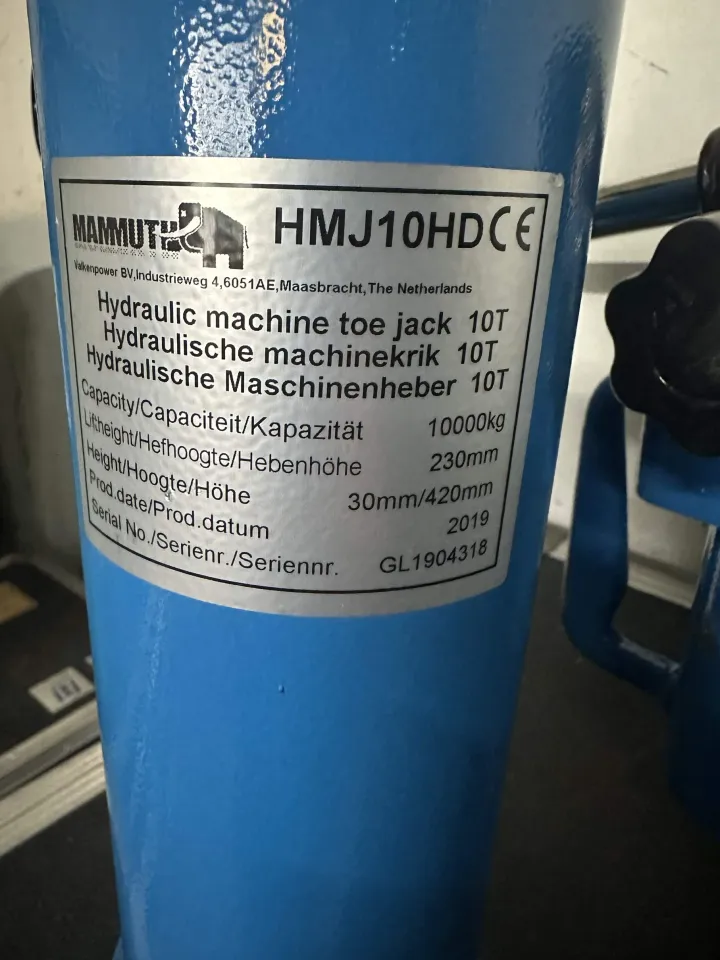 MAMMUTH HMJ10HD CE
Valkenpower BV,Industrieweg 4,6051AE,Maasbracht,The Netherlands
Hydraulic machine toe jack 10T
Hydraulische machinekrik 10T
Hydraulische Maschinenheber 10T
Capacity/Capaciteit/Kapazität 10000kg
Liftheight/Hefhoogte/Hebenhöhe 230mm
Height/Hoogte/Höhe 30mm/420mm
Prod.date/Prod.datum 2019
Serial No./Serienr./Seriennr. GL1904318